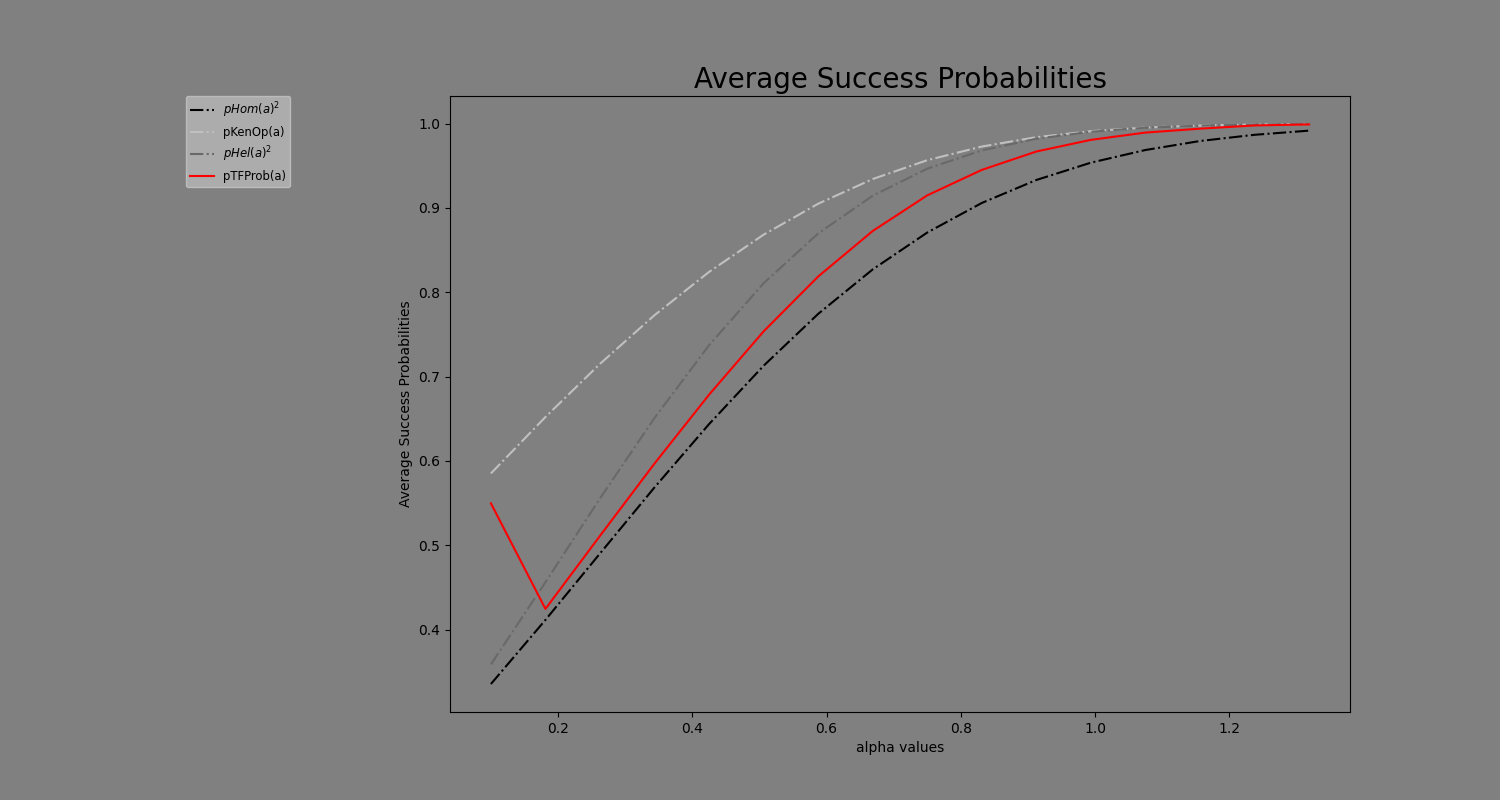 Average Success Probabilities
pHom(a)²
pKenOp(a)
pHel(a)²
pTFProb(a)
1.0
0.9
0.8
0.7
0.6
0.5
0.4
Average Success Probabilities
0.2 0.4 0.6 0.8 1.0 1.2
alpha values